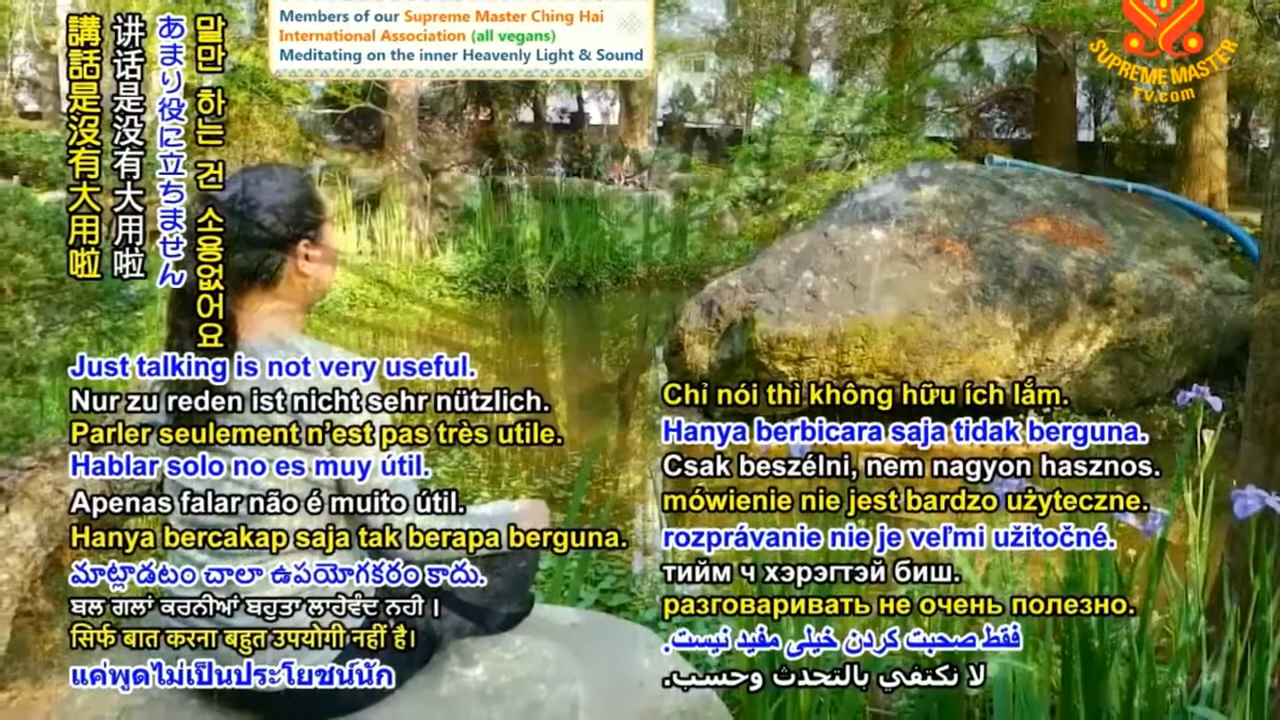 Members of our Supreme Master Ching Hai
International Association (all vegans)
Meditating on the inner Heavenly Light & Sound
SUPREME MASTER
TV.com
講話是沒有大用啦
讲话是没有大用啦
あまり役に立ちません
말만 하는 건 소용없어요
Just talking is not very useful.
Nur zu reden ist nicht sehr nützlich.
Parler seulement n’est pas très utile.
Hablar solo no es muy útil.
Apenas falar não é muito útil.
Hanya bercakap saja tak berapa berguna.
మాట్లాడటం చాలా ఉపయోగకరం కాదు.
ਬਲ ਗਲਾਂ ਕਰਨੀਆਂ ਬਹੁਤਾ ਲਾਹੇਵੰਦ ਨਹੀ ।
सिर्फ बात करना बहुत उपयोगी नहीं है।
แค่พูดไม่เป็นประโยชน์นัก
Chỉ nói thì không hữu ích lắm.
Hanya berbicara saja tidak berguna.
Csak beszélni, nem nagyon hasznos.
mówienie nie jest bardzo użyteczne.
rozprávanie nie je veľmi užitočné.
тийм ч хэрэгтэй биш.
разговаривать не очень полезно.
فقط صحبت کردن خیلی مفید نیست.
لا نكتفي بالتحدث وحسب.